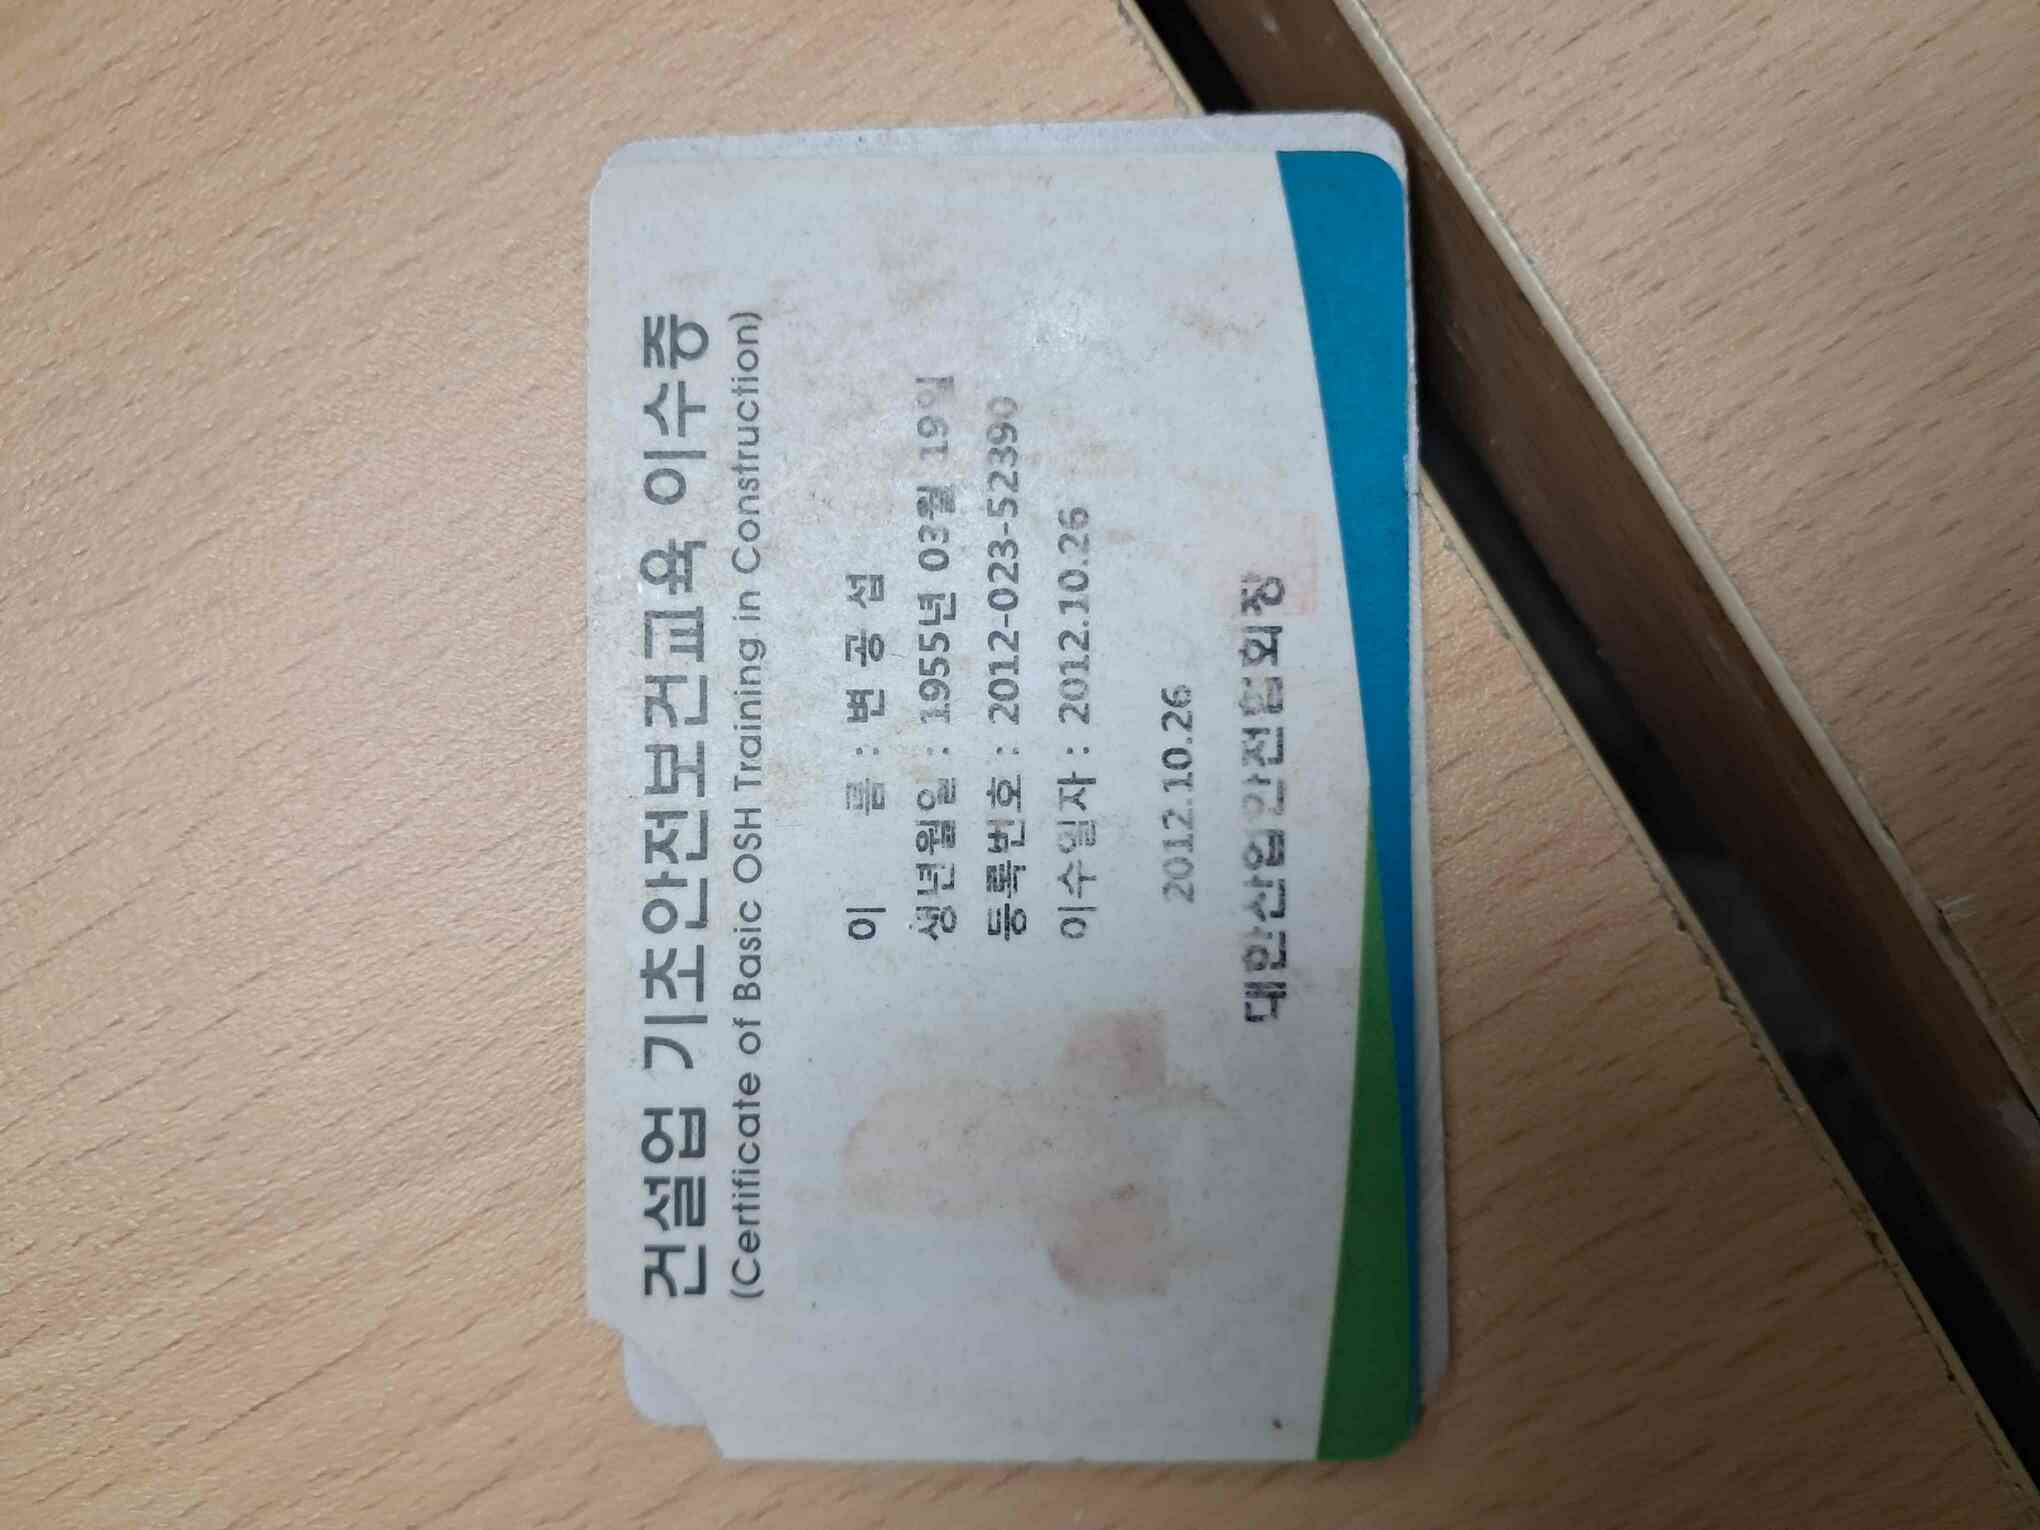 건설업 기초안전보건교육 이수증
(Certificate of Basic OSH Training in Construction)
이 름 : 변 공 섭
생년월일 : 1955년 03월 19일
등록번호 : 2012-023-52390
이수일자 : 2012.10.26
2012.10.26
대한산업안전협회장